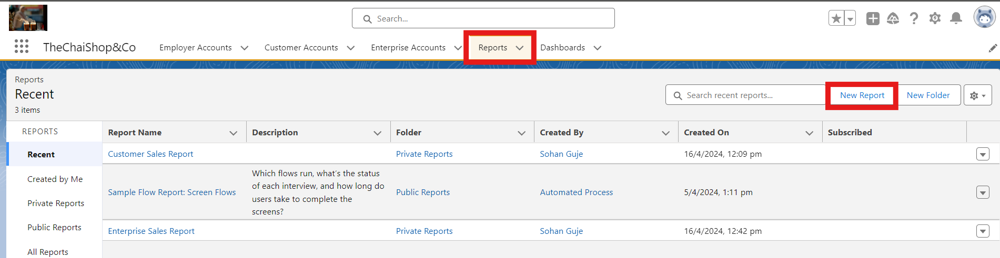 Search...
TheChaiShop&Co
Employer Accounts
Customer Accounts
Enterprise Accounts
Reports
Dashboards
Reports
Recent
3 items
Search recent reports...
New Report
New Folder
REPORTS
Recent
Created by Me
Private Reports
Public Reports
All Reports
Report Name Description Folder Created By Created On Subscribed
Customer Sales Report Private Reports Sohan Guje 16/4/2024, 12:09 pm
Which flows run, what's the status
of each interview, and how long do
Sample Flow Report: Screen Flows Public Reports Automated Process 5/4/2024, 1:11 pm
users take to complete the
screens?
Enterprise Sales Report Private Reports Sohan Guje 16/4/2024, 12:42 pm